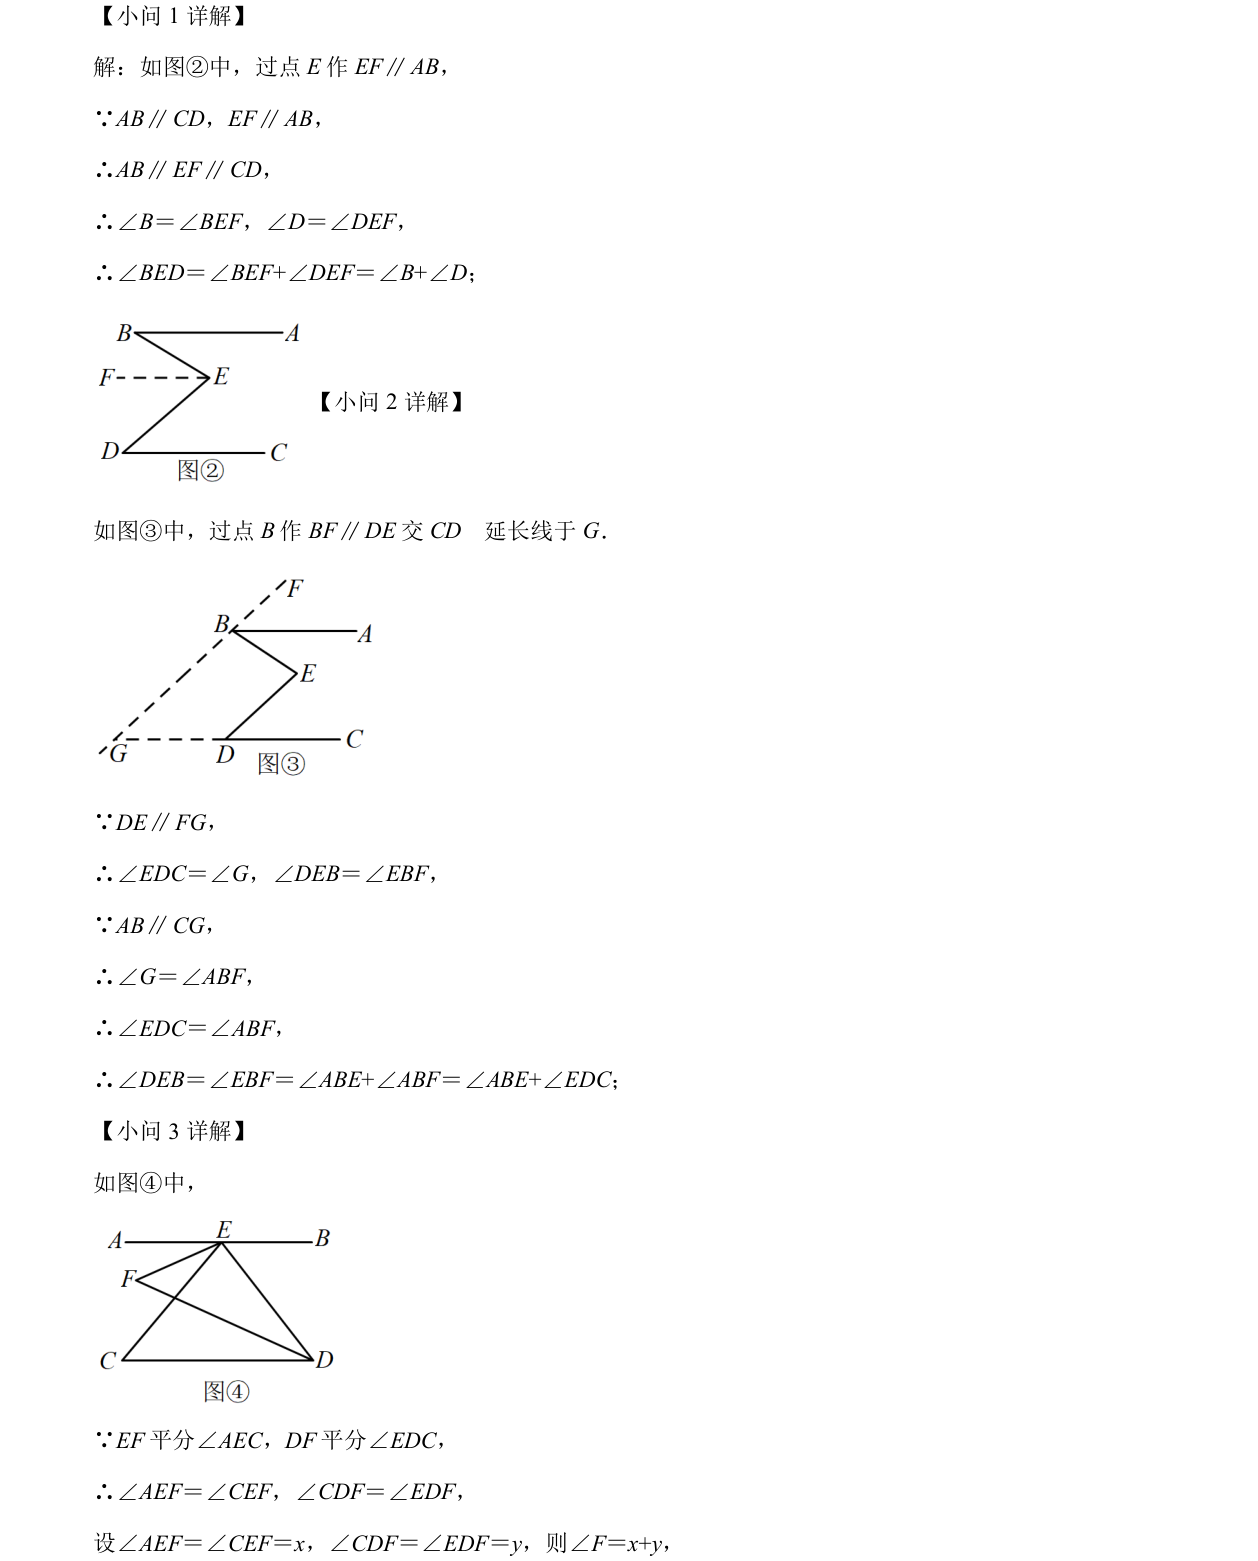 【小问 1 详解】
解：如图②中，过点 E 作 EF∥AB，
∵AB∥CD，EF∥AB，
∴AB∥EF∥CD，
∴∠B＝∠BEF，∠D＝∠DEF，
∴∠BED＝∠BEF+∠DEF＝∠B+∠D；
B A
F E
【小问 2 详解】
D C
图②
如图③中，过点 B 作 BF∥DE 交 CD 延长线于 G．
F
B A
E
G D C
图③
∵DE∥FG，
∴∠EDC＝∠G，∠DEB＝∠EBF，
∵AB∥CG，
∴∠G＝∠ABF，
∴∠EDC＝∠ABF，
∴∠DEB＝∠EBF＝∠ABE+∠ABF＝∠ABE+∠EDC；
【小问 3 详解】
如图④中，
A E B
F
C D
图④
∵EF 平分∠AEC，DF 平分∠EDC，
∴∠AEF＝∠CEF，∠CDF＝∠EDF，
设∠AEF＝∠CEF＝x，∠CDF＝∠EDF＝y，则∠F＝x+y，